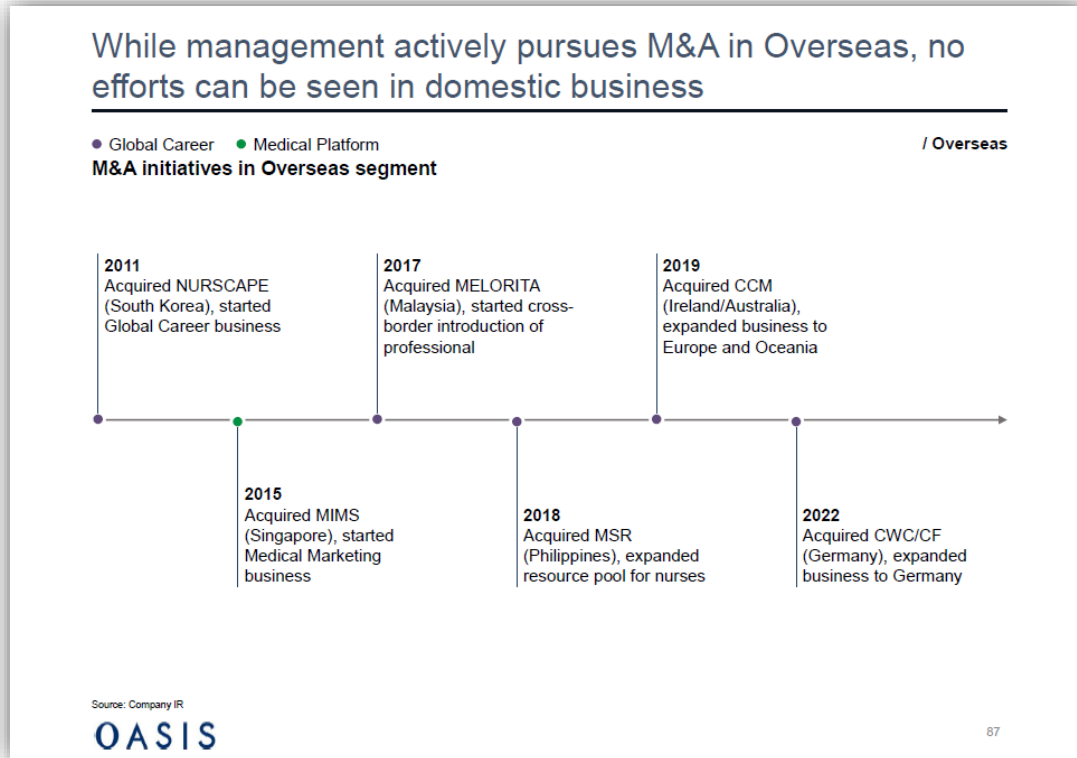 While management actively pursues M&A in Overseas, no
efforts can be seen in domestic business
Global Career
Medical Platform
/ Overseas
M&A initiatives in Overseas segment
2011
Acquired NURSCAPE
(South Korea), started
Global Career business
2017
Acquired MELORITA
(Malaysia), started cross-
border introduction of
professional
2019
Acquired CCM
(Ireland/Australia),
expanded business to
Europe and Oceania
2015
Acquired MIMS
(Singapore), started
Medical Marketing
business
2018
Acquired MSR
(Philippines), expanded
resource pool for nurses
2022
Acquired CWC/CF
(Germany), expanded
business to Germany
Source: Company IR
OASIS
87